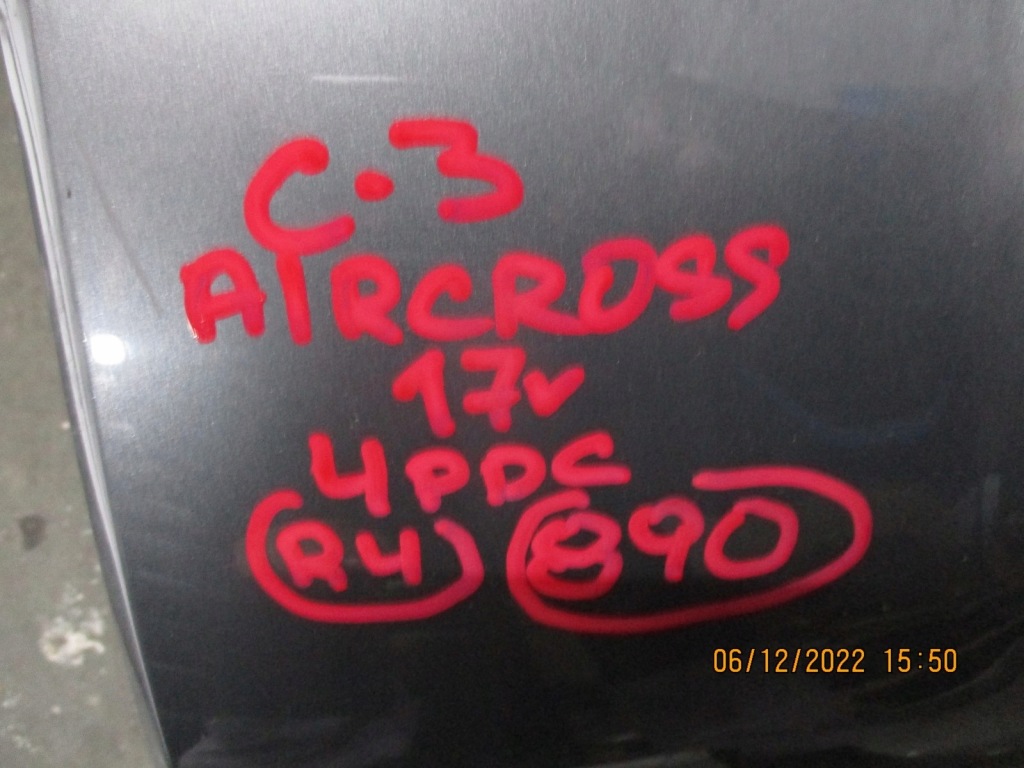 C.3
AIRCROSS
17v
4PDC
R4 890
06/12/2022 15:50